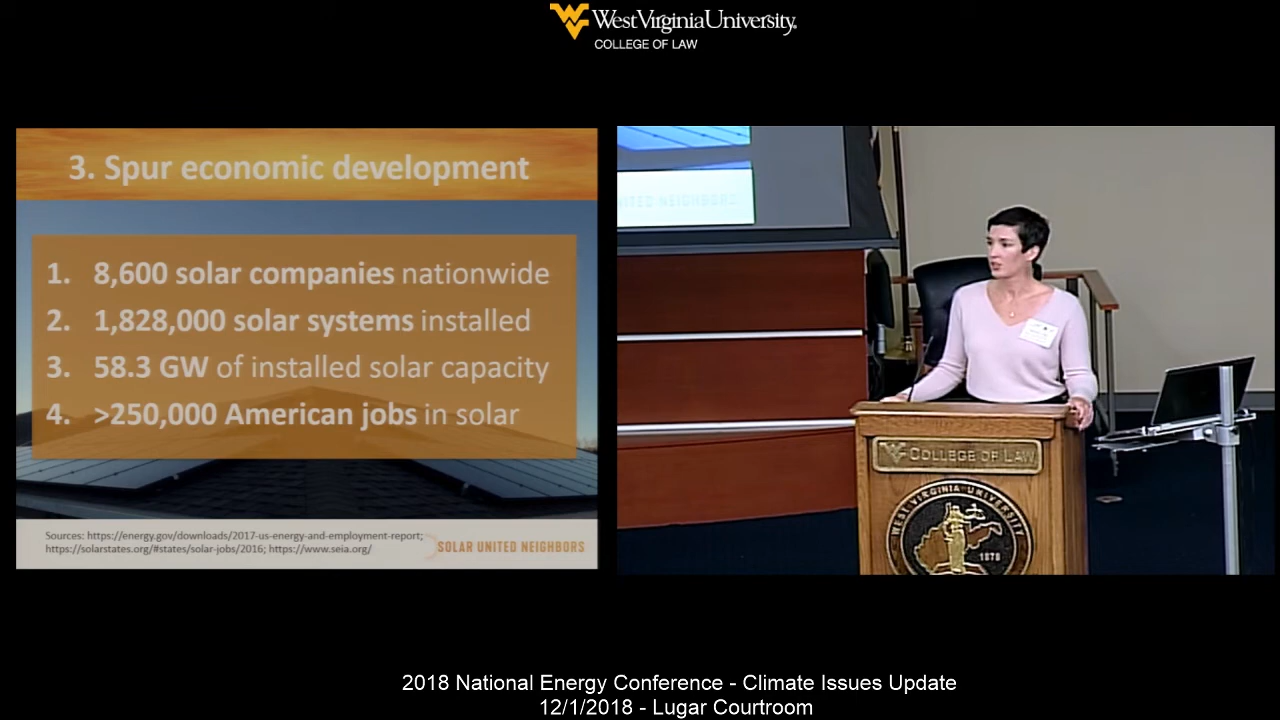 West Virginia University.
COLLEGE OF LAW
3. Spur economic development
1. 8,600 solar companies nationwide
2. 1,828,000 solar systems installed
3. 58.3 GW of installed solar capacity
4. >250,000 American jobs in solar
Sources: https://energy.gov/downloads/2017-us-energy-and-employment-report;
https://solarstates.org/#states/solar-jobs/2016; https://www.seia.org/
SOLAR UNITED NEIGHBORS
UNITED NEIGHBORS
COLLEGE OF LAW
WEST VIRGINIA UNIVERSITY
1878
2018 National Energy Conference - Climate Issues Update
12/1/2018 - Lugar Courtroom